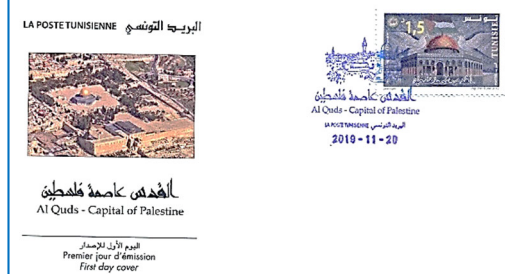 LA POSTE TUNISIENNE البريد التونسي
القدس عاصمة فلسطين
Al Quds - Capital of Palestine
اليوم الأول للإصدار
Premier jour d'émission
First day cover
القدس عاصمة فلسطين
Al Quds - Capital of Palestine
LA POSTE TUNISIENNE البريد التونسي
2019 - 11 - 20
1,5
تونس
TUNISIE